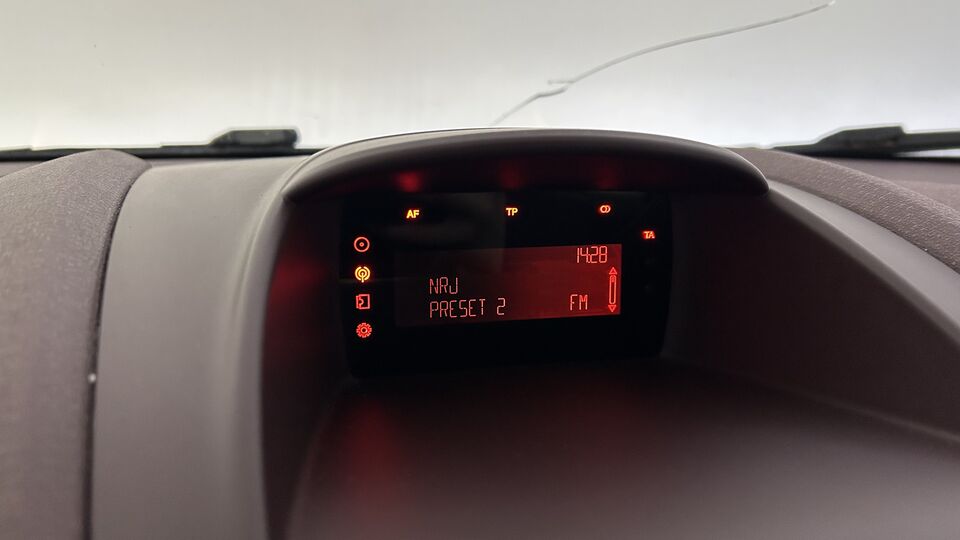 AF TP
TA
14:28
NRJ
PRESET 2 FM